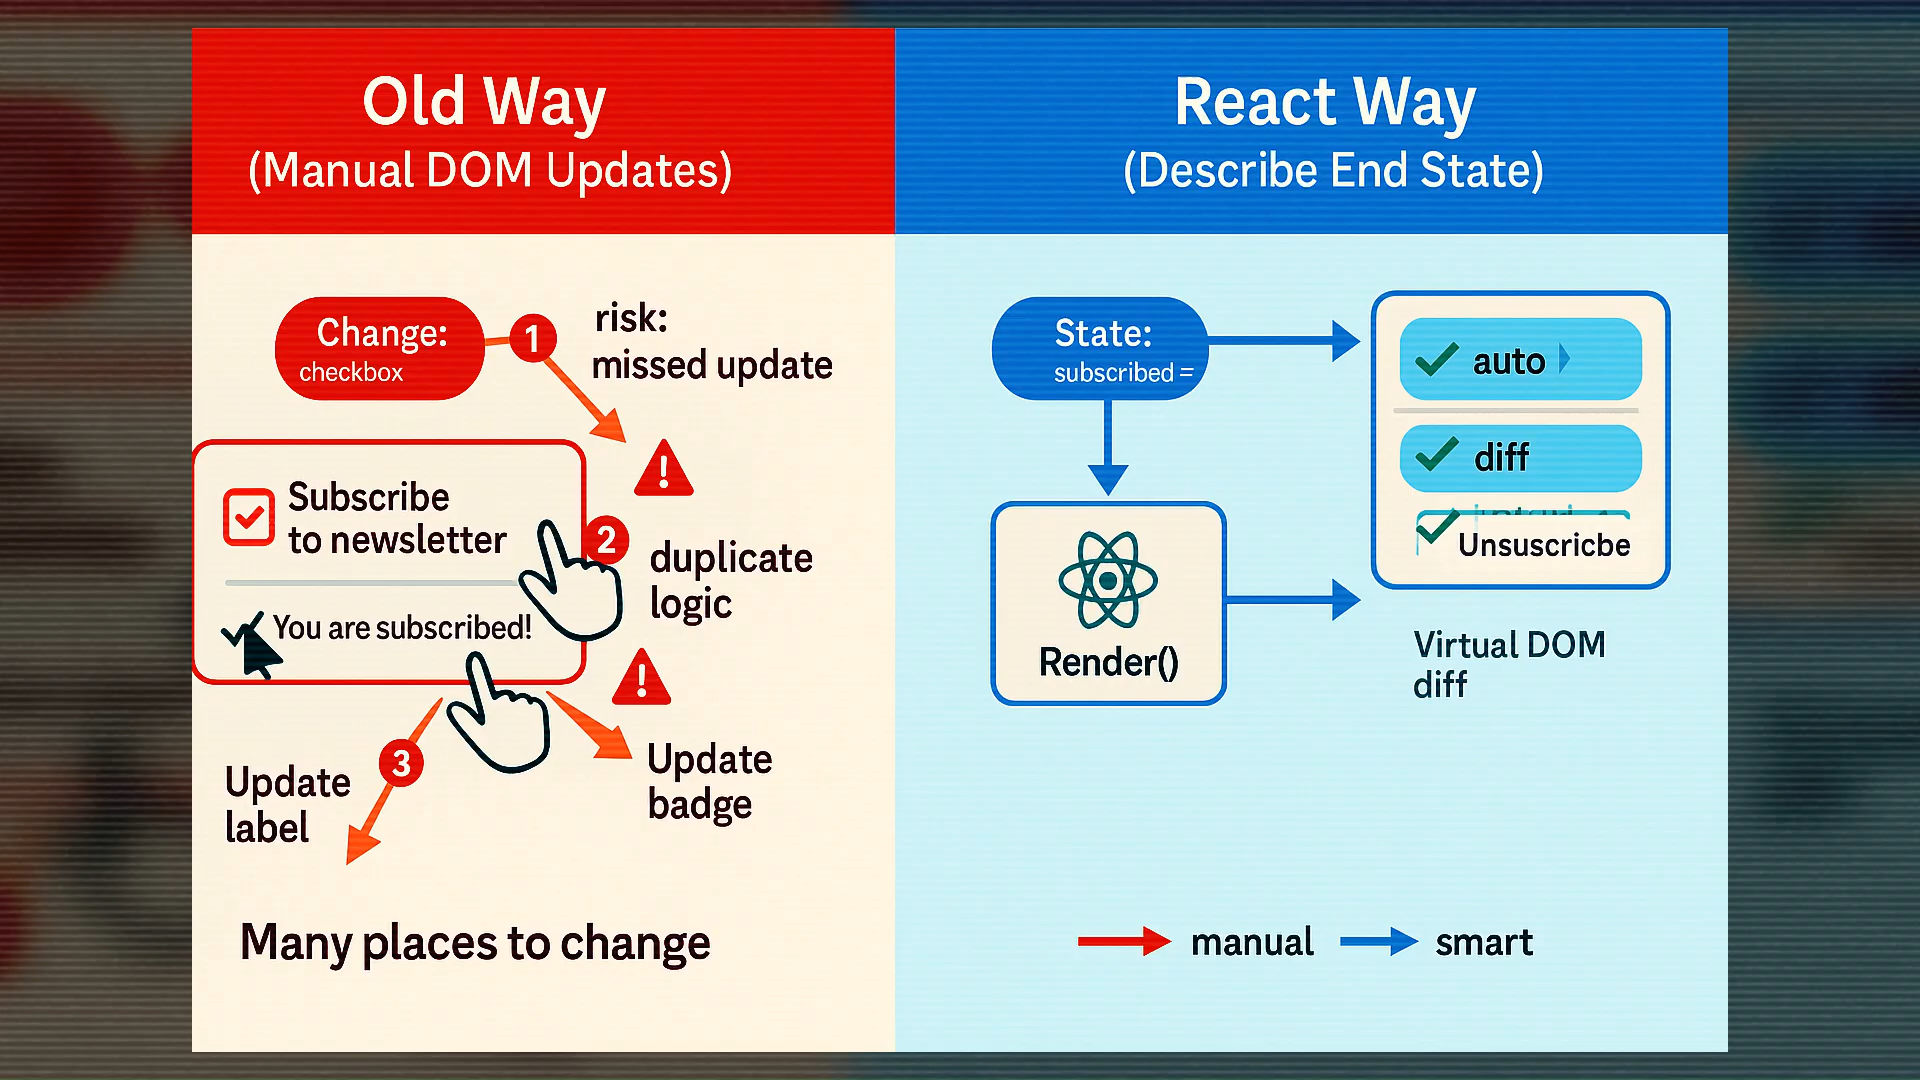 Old Way
(Manual DOM Updates)
Change:
checkbox
1
risk:
missed update
Subscribe
to newsletter
2
duplicate
logic
You are subscribed!
3
Update
label
Update
badge
Many places to change
React Way
(Describe End State)
State:
subscribed =
auto
diff
Unsuscricbe
Render()
Virtual DOM
diff
manual
smart